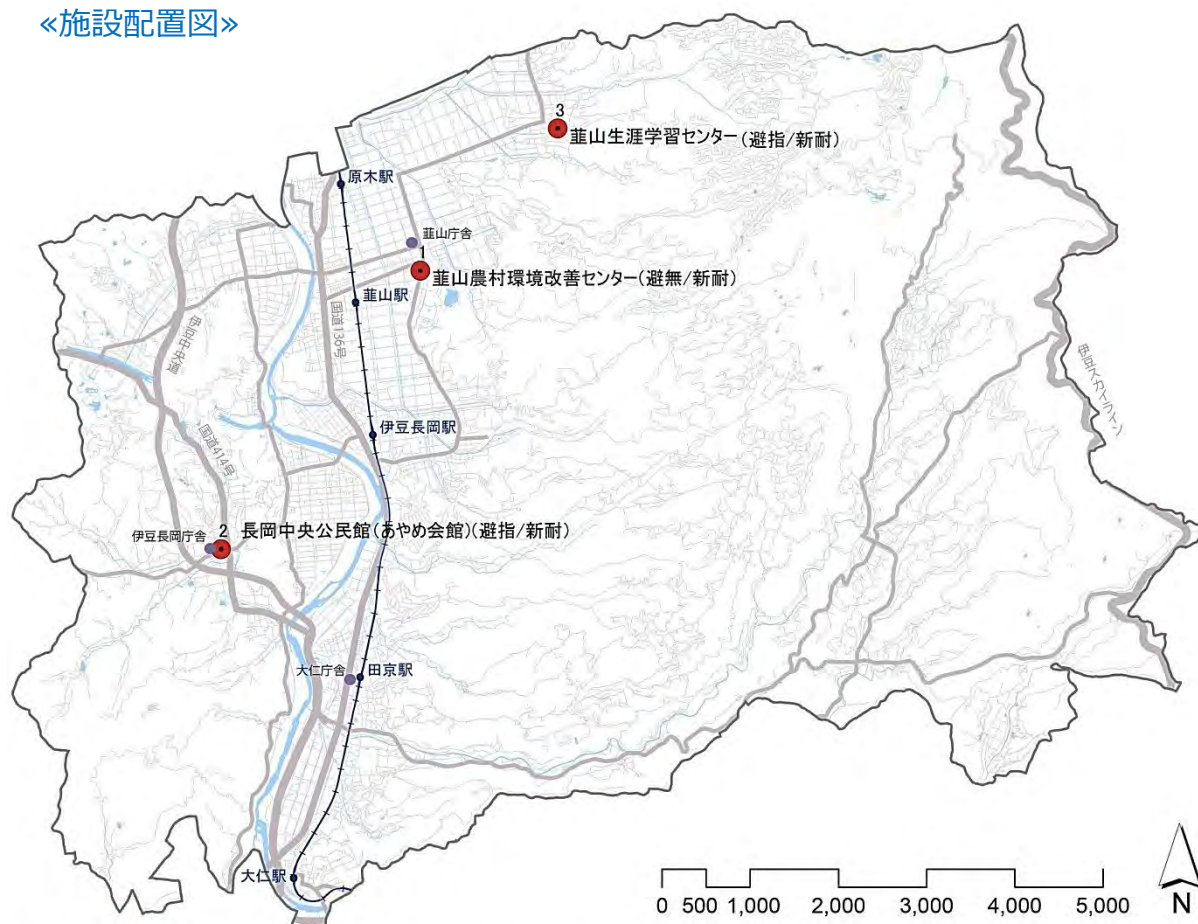 «施設配置図»
3
韮山生涯学習センター(避指/新耐)
原木駅
韮山庁舎
1
韮山農村環境改善センター(避無/新耐)
韮山駅
国道136号
伊豆中央道
伊豆スカイライン
伊豆長岡駅
国道414号
伊豆長岡庁舎
2
長岡中央公民館(あやめ会館)(避指/新耐)
大仁庁舎
田京駅
大仁駅
0 500 1,000 2,000 3,000 4,000 5,000
N